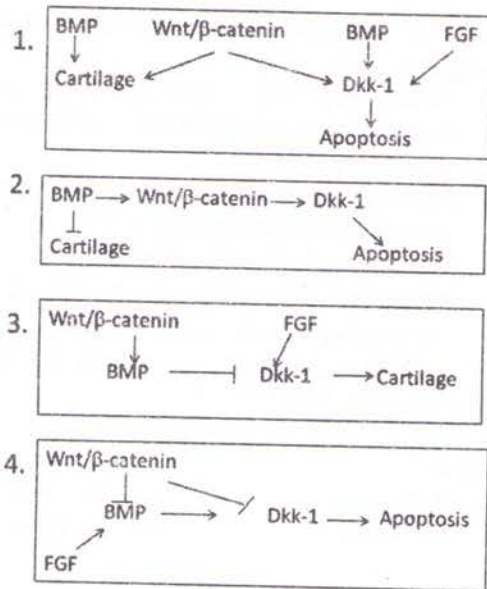 1.
BMP Wnt/β-catenin BMP FGF
Cartilage Dkk-1
Apoptosis
2.
BMP Wnt/β-catenin Dkk-1
Cartilage Apoptosis
3.
Wnt/β-catenin FGF
BMP Dkk-1 Cartilage
4.
Wnt/β-catenin
BMP Dkk-1 Apoptosis
FGF